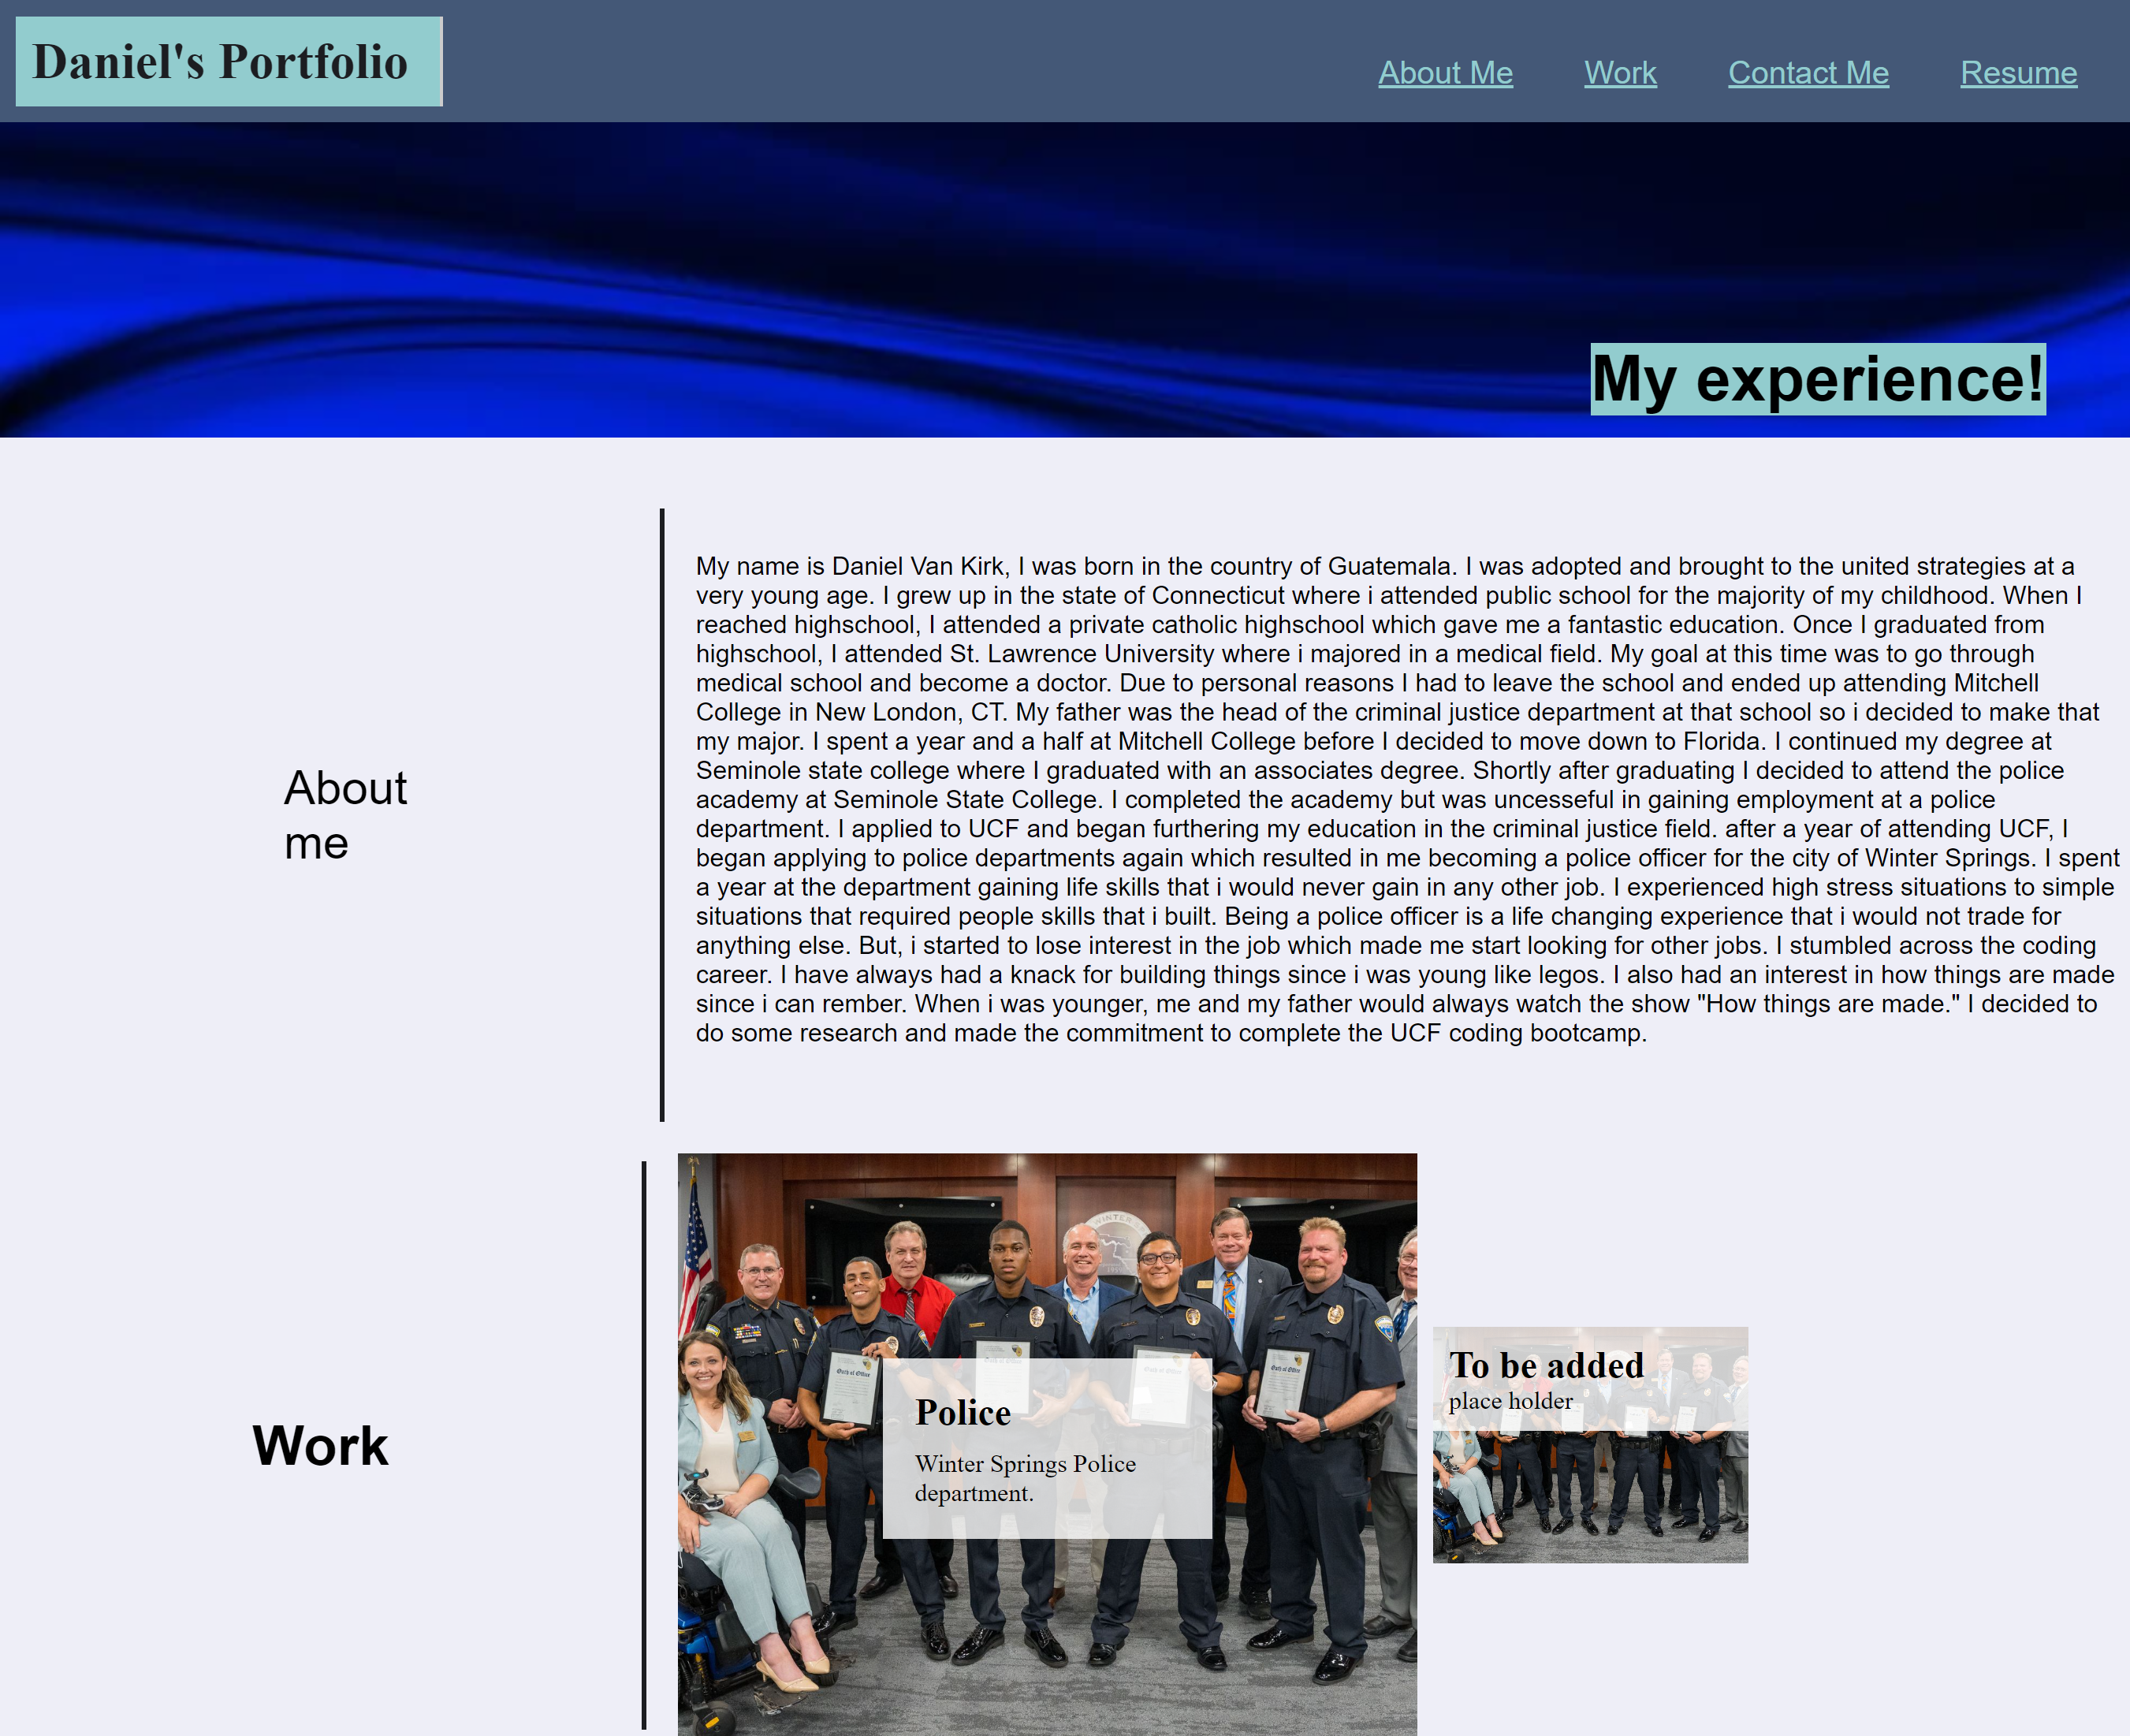 Daniel's Portfolio
About Me Work Contact Me Resume
My experience!
About
me
My name is Daniel Van Kirk, I was born in the country of Guatemala. I was adopted and brought to the united strategies at a
very young age. I grew up in the state of Connecticut where i attended public school for the majority of my childhood. When I
reached highschool, I attended a private catholic highschool which gave me a fantastic education. Once I graduated from
highschool, I attended St. Lawrence University where i majored in a medical field. My goal at this time was to go through
medical school and become a doctor. Due to personal reasons I had to leave the school and ended up attending Mitchell
College in New London, CT. My father was the head of the criminal justice department at that school so i decided to make that
my major. I spent a year and a half at Mitchell College before I decided to move down to Florida. I continued my degree at
Seminole state college where I graduated with an associates degree. Shortly after graduating I decided to attend the police
academy at Seminole State College. I completed the academy but was uncesseful in gaining employment at a police
department. I applied to UCF and began furthering my education in the criminal justice field. after a year of attending UCF, I
began applying to police departments again which resulted in me becoming a police officer for the city of Winter Springs. I spent
a year at the department gaining life skills that i would never gain in any other job. I experienced high stress situations to simple
situations that required people skills that i built. Being a police officer is a life changing experience that i would not trade for
anything else. But, i started to lose interest in the job which made me start looking for other jobs. I stumbled across the coding
career. I have always had a knack for building things since i was young like legos. I also had an interest in how things are made
since i can rember. When i was younger, me and my father would always watch the show "How things are made." I decided to
do some research and made the commitment to complete the UCF coding bootcamp.
Work
WINTER
Oath of Office
Oath of Office
Police
Winter Springs Police
department.
To be added
place holder